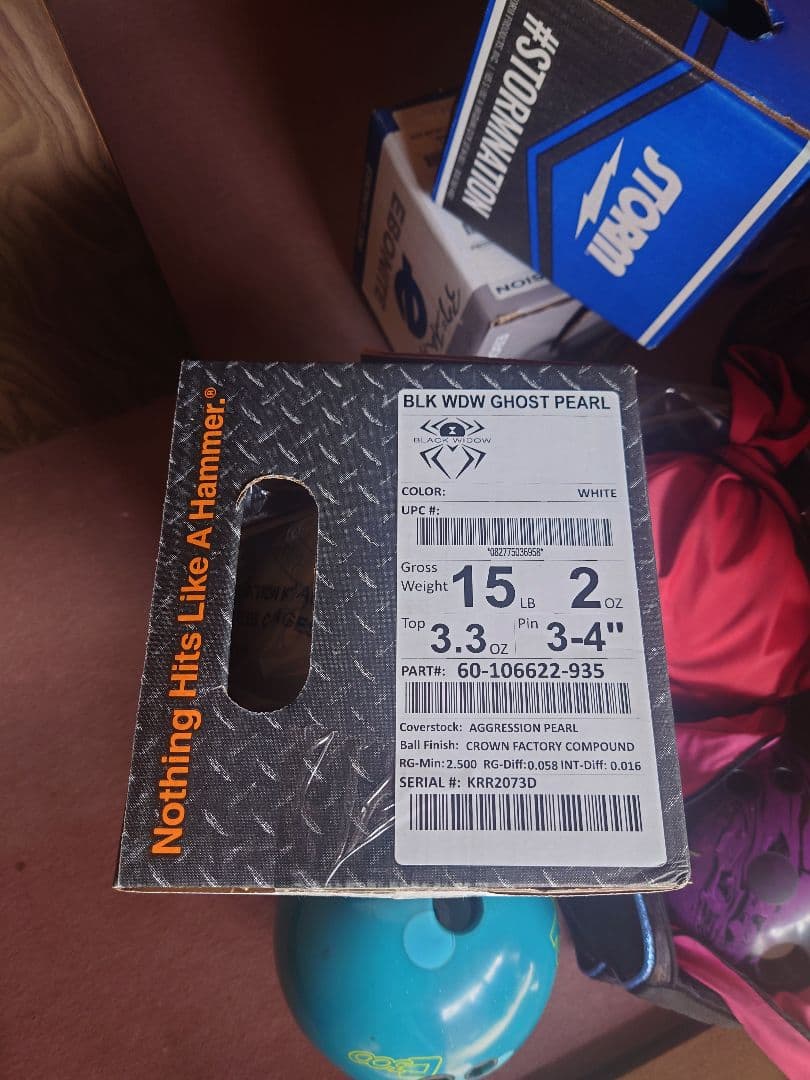 #STORMNATION
STORM
EBONITE
Nothing Hits Like A Hammer.®
BLK WDW GHOST PEARL
BLACK WIDOW
COLOR: WHITE
UPC #:
*082775036958*
Gross Weight 15 LB 2 OZ
Top 3.3 OZ Pin 3-4"
PART#: 60-106622-935
Coverstock: AGGRESSION PEARL
Ball Finish: CROWN FACTORY COMPOUND
RG-Min: 2.500 RG-Diff: 0.058 INT-Diff: 0.016
SERIAL #: KRR2073D